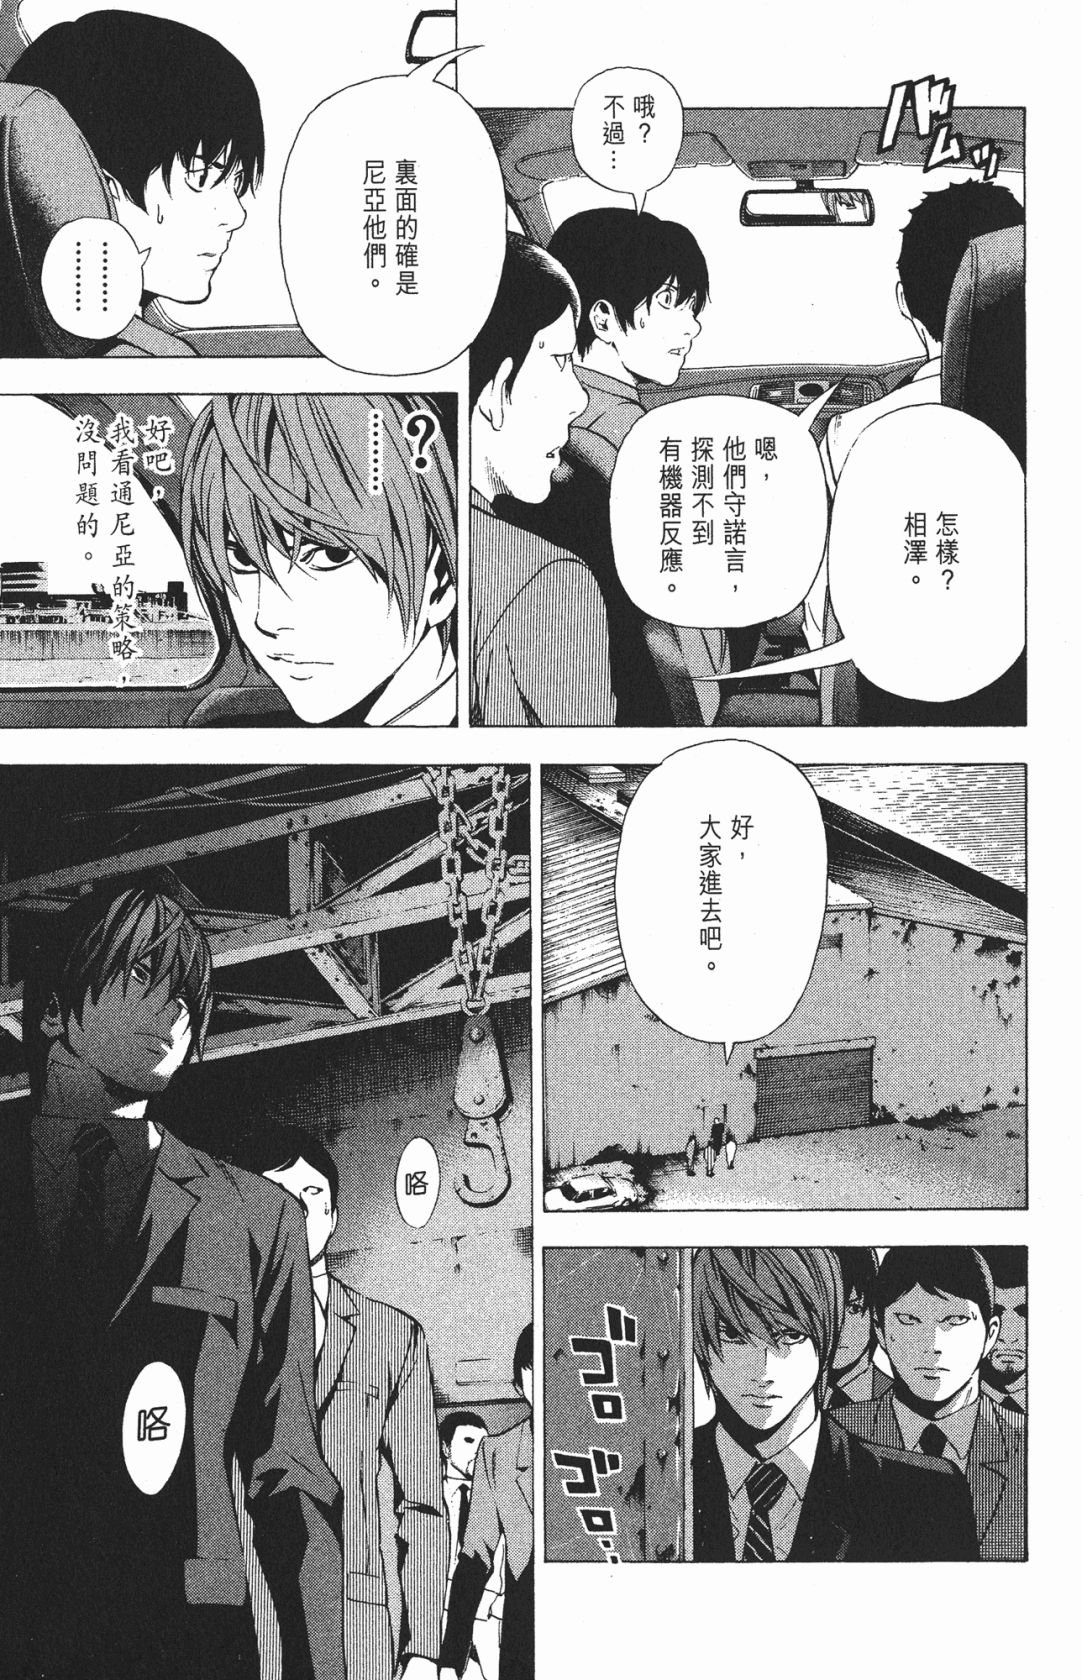 バムッ
怎樣？
相澤。
嗯，
他們守諾言，
探測不到
有機器反應。
哦？
不過…
裏面的確是
尼亞他們。
………
？
………
好吧，
我看通尼亞的策略，
沒問題的。
好，
大家進去吧。
ゴロゴロ…
咯
咯